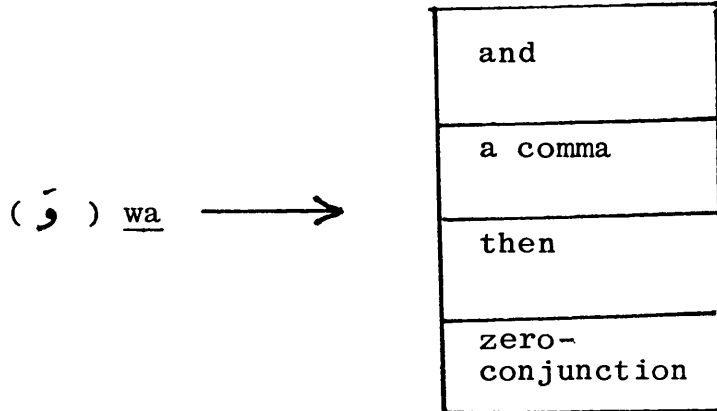 and
a comma
(وَ) wa
then
zero-
conjunction